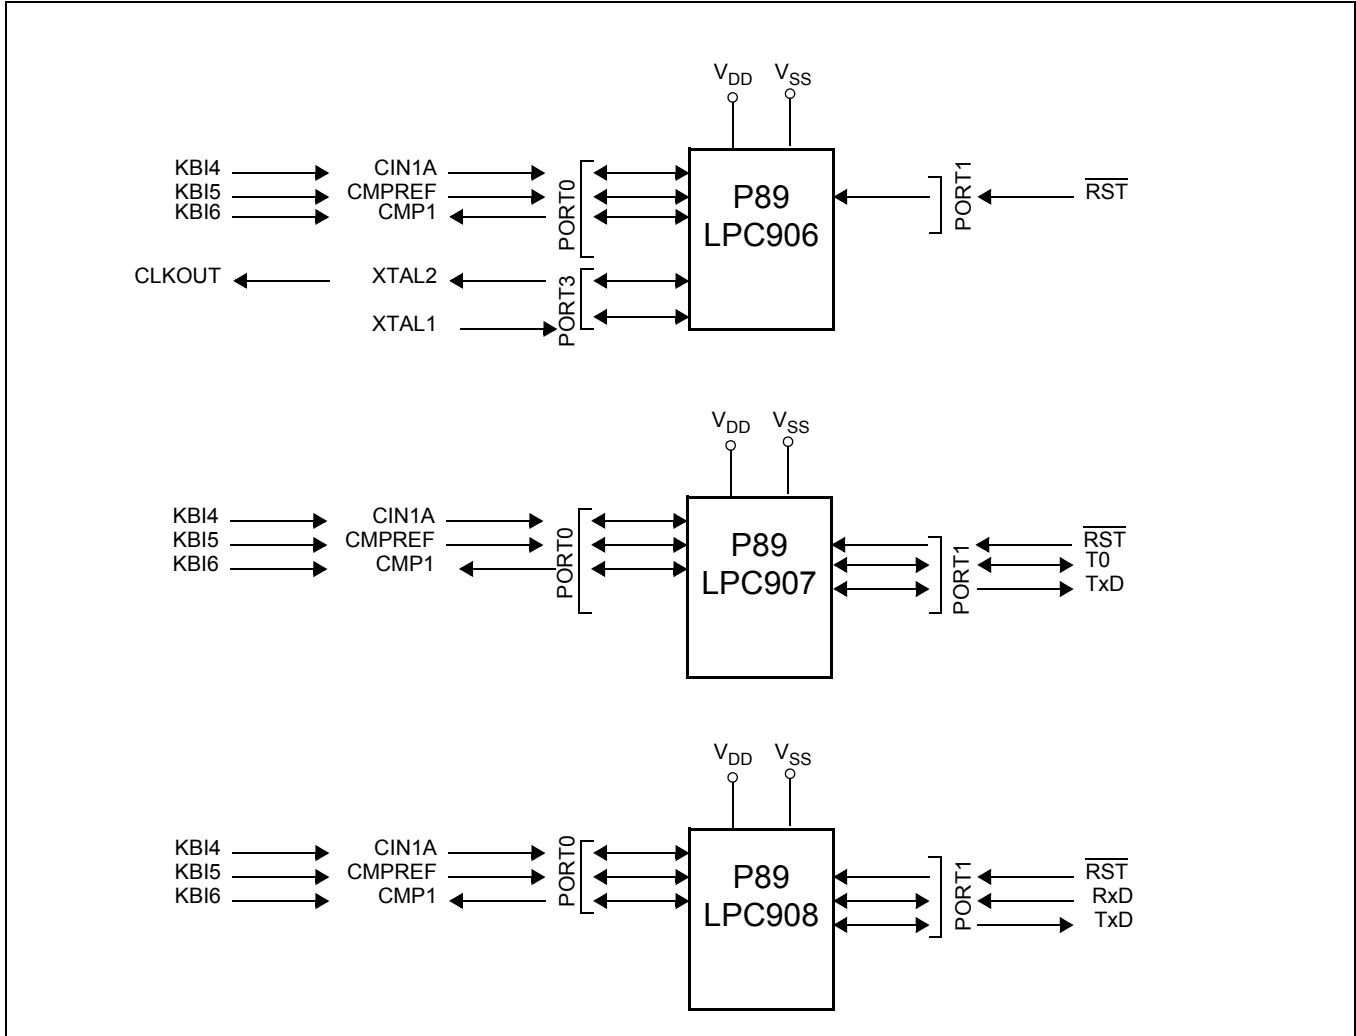 VDD VSS
KBI4 CIN1A
KBI5 CMPREF
KBI6 CMP1
PORT0
P89
LPC906
PORT1
RST
CLKOUT XTAL2
XTAL1
PORT3
VDD VSS
KBI4 CIN1A
KBI5 CMPREF
KBI6 CMP1
PORT0
P89
LPC907
PORT1
RST
T0
TxD
VDD VSS
KBI4 CIN1A
KBI5 CMPREF
KBI6 CMP1
PORT0
P89
LPC908
PORT1
RST
RxD
TxD